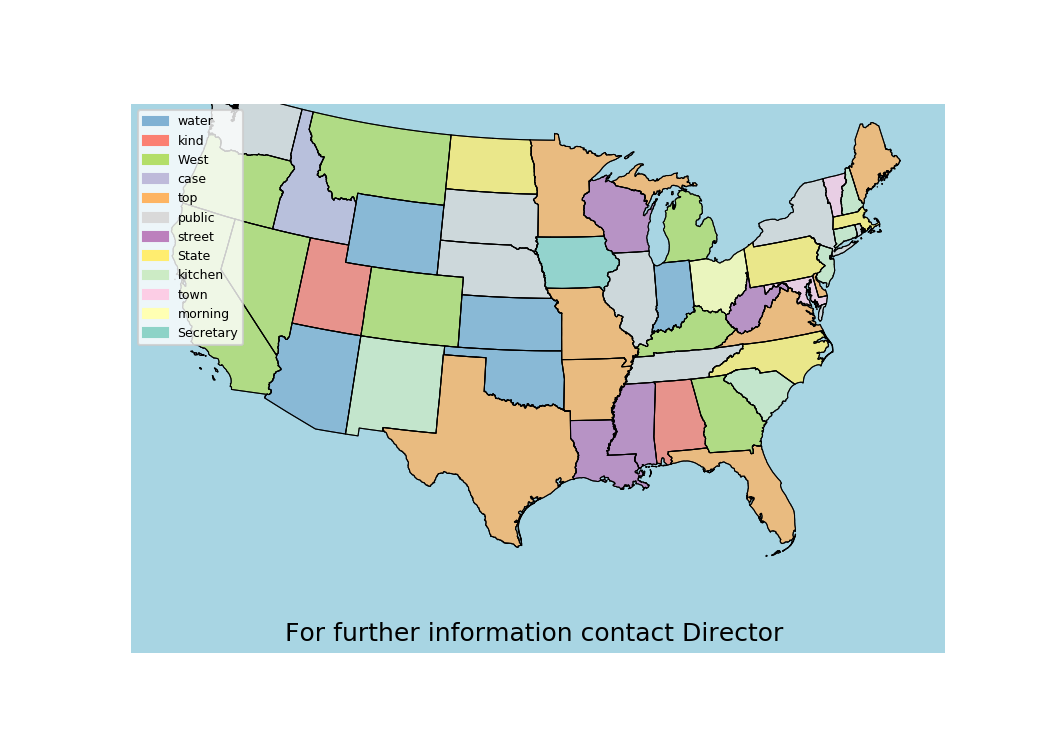 water
kind
West
case
top
public
street
State
kitchen
town
morning
Secretary
For further information contact Director